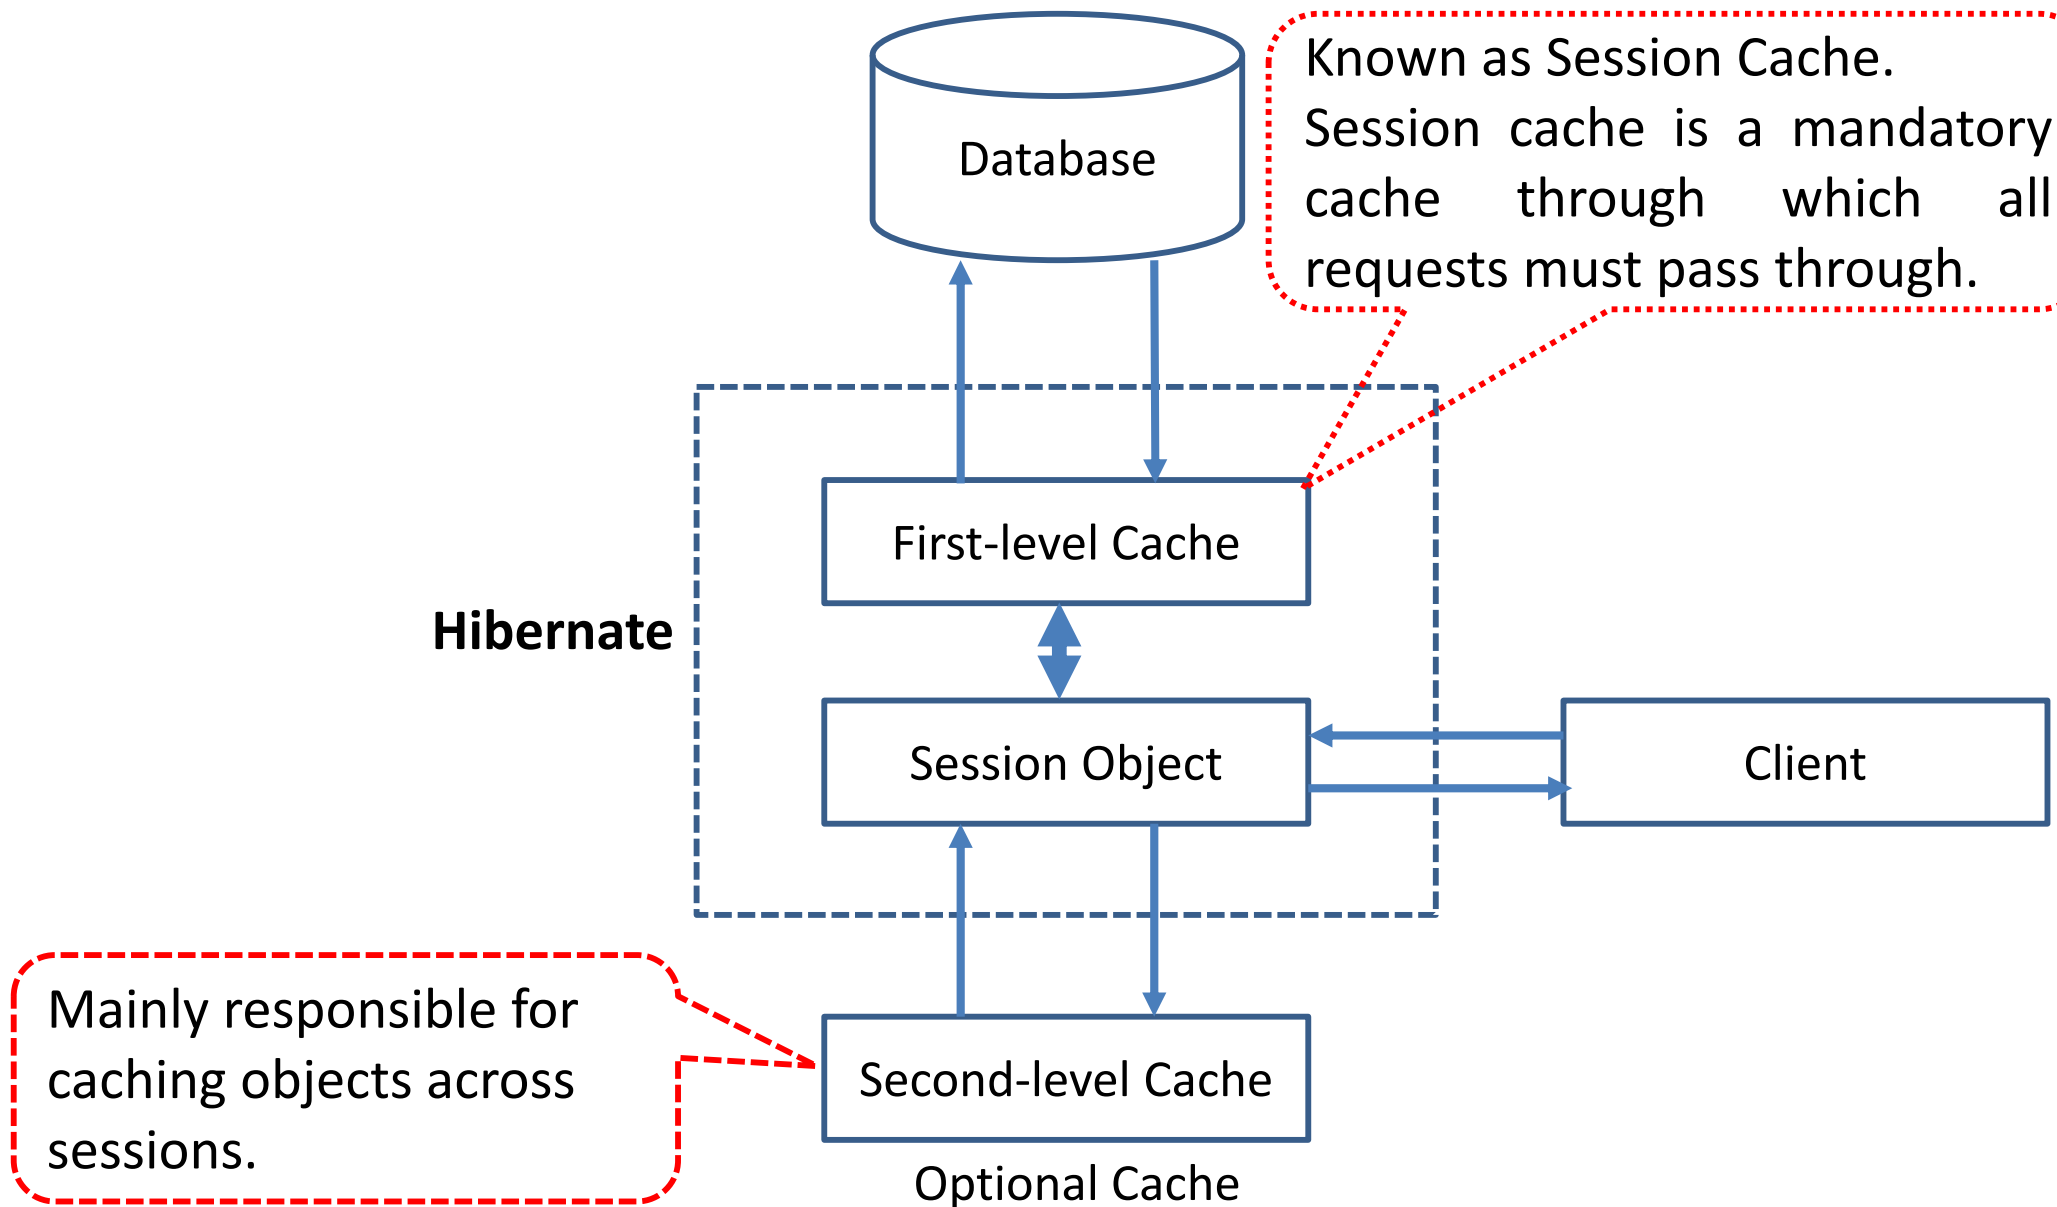 Database
Known as Session Cache.
Session cache is a mandatory
cache through which all
requests must pass through.
First-level Cache
Hibernate
Session Object
Client
Mainly responsible for
caching objects across
sessions.
Second-level Cache
Optional Cache